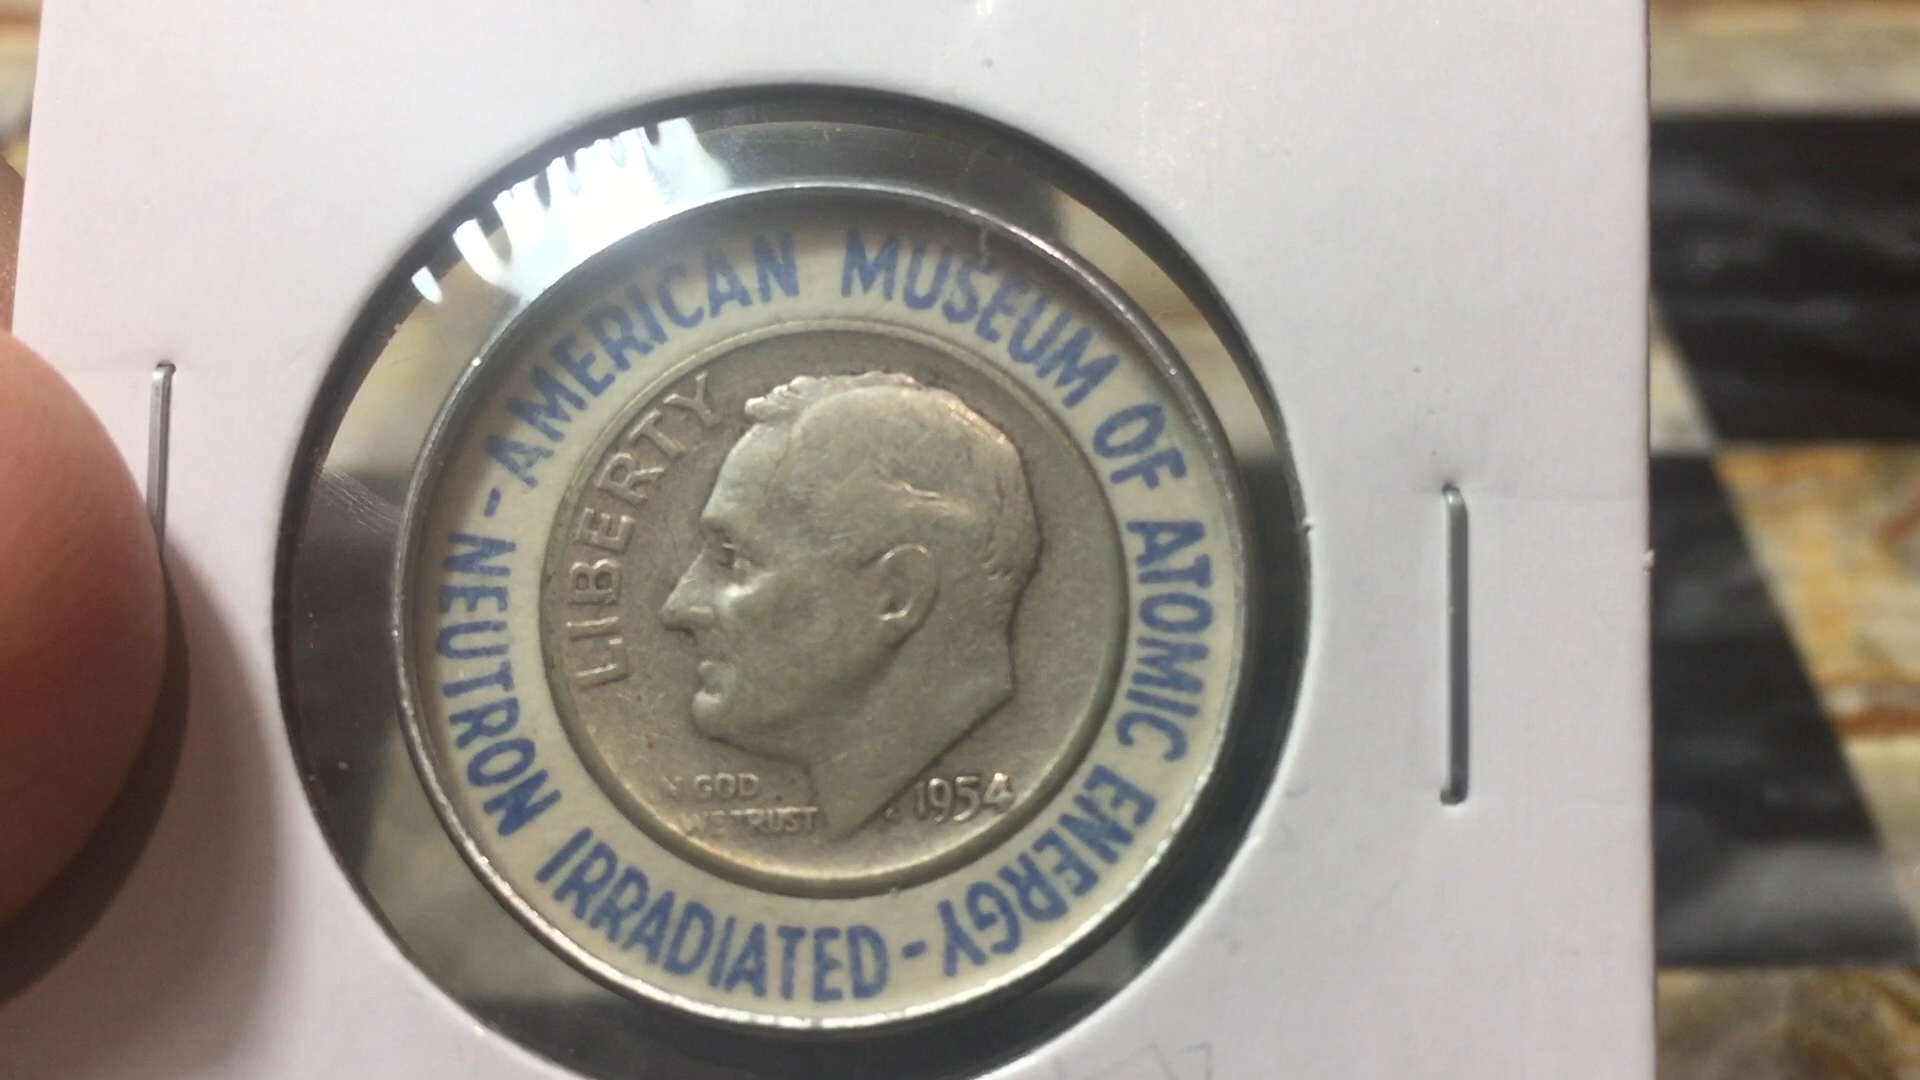 AMERICAN MUSEUM OF ATOMIC ENERGY -
NEUTRON IRRADIATED -
LIBERTY
N GOD
WE TRUST
1954